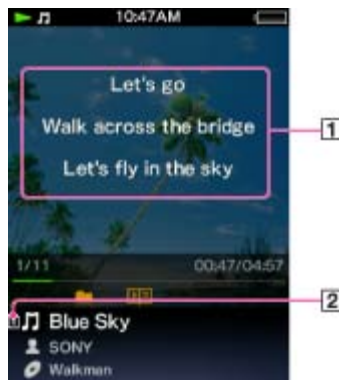 10:47AM
Let's go
Walk across the bridge
Let's fly in the sky
1
1/11 00:47/04:57
2
Blue Sky
SONY
Walkman